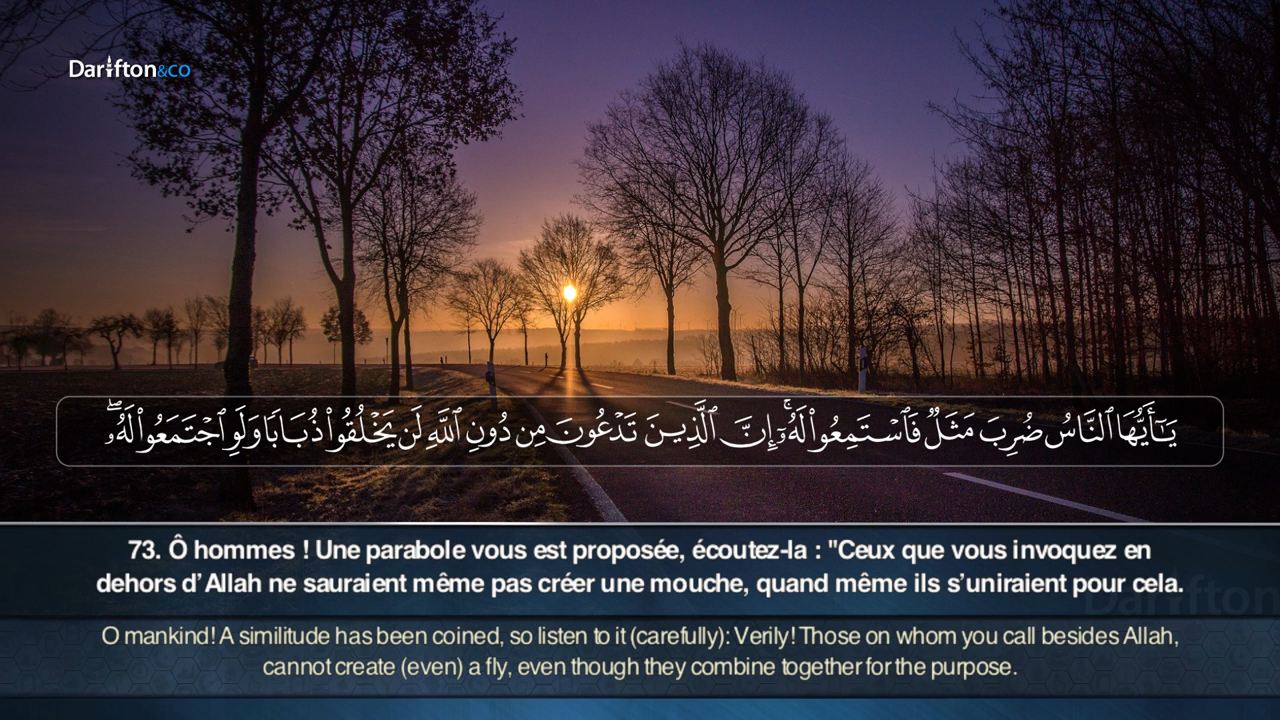 Darifton&co
يَـٰٓأَيُّهَا ٱلنَّاسُ ضُرِبَ مَثَلٌ فَٱسْتَمِعُوا۟ لَهُۥٓ ۚ إِنَّ ٱلَّذِينَ تَدْعُونَ مِن دُونِ ٱللَّهِ لَن يَخْلُقُوا۟ ذُبَابًا وَلَوِ ٱجْتَمَعُوا۟ لَهُۥ ۖ
73. Ô hommes ! Une parabole vous est proposée, écoutez-la : "Ceux que vous invoquez en
dehors d’Allah ne sauraient même pas créer une mouche, quand même ils s’uniraient pour cela.
Darifton
O mankind! A similitude has been coined, so listen to it (carefully): Verily! Those on whom you call besides Allah,
cannot create (even) a fly, even though they combine together for the purpose.